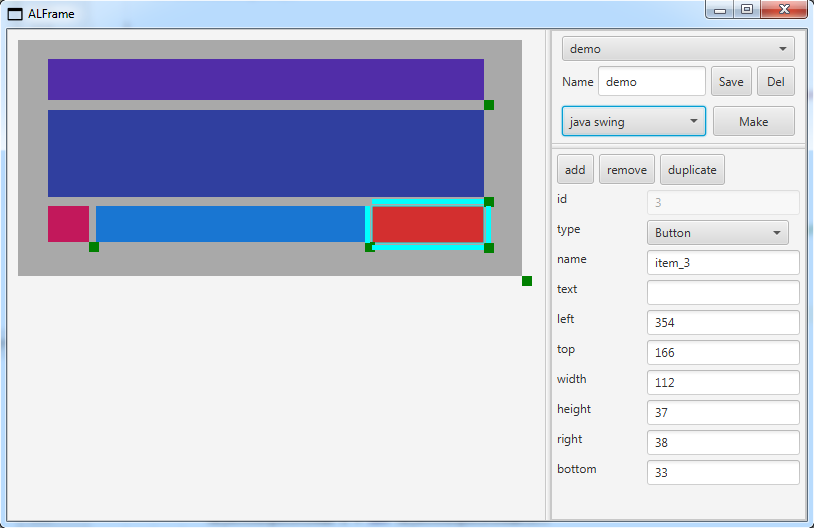 ALFrame
demo
Name demo Save Del
java swing Make
add remove duplicate
id 3
type Button
name item_3
text
left 354
top 166
width 112
height 37
right 38
bottom 33